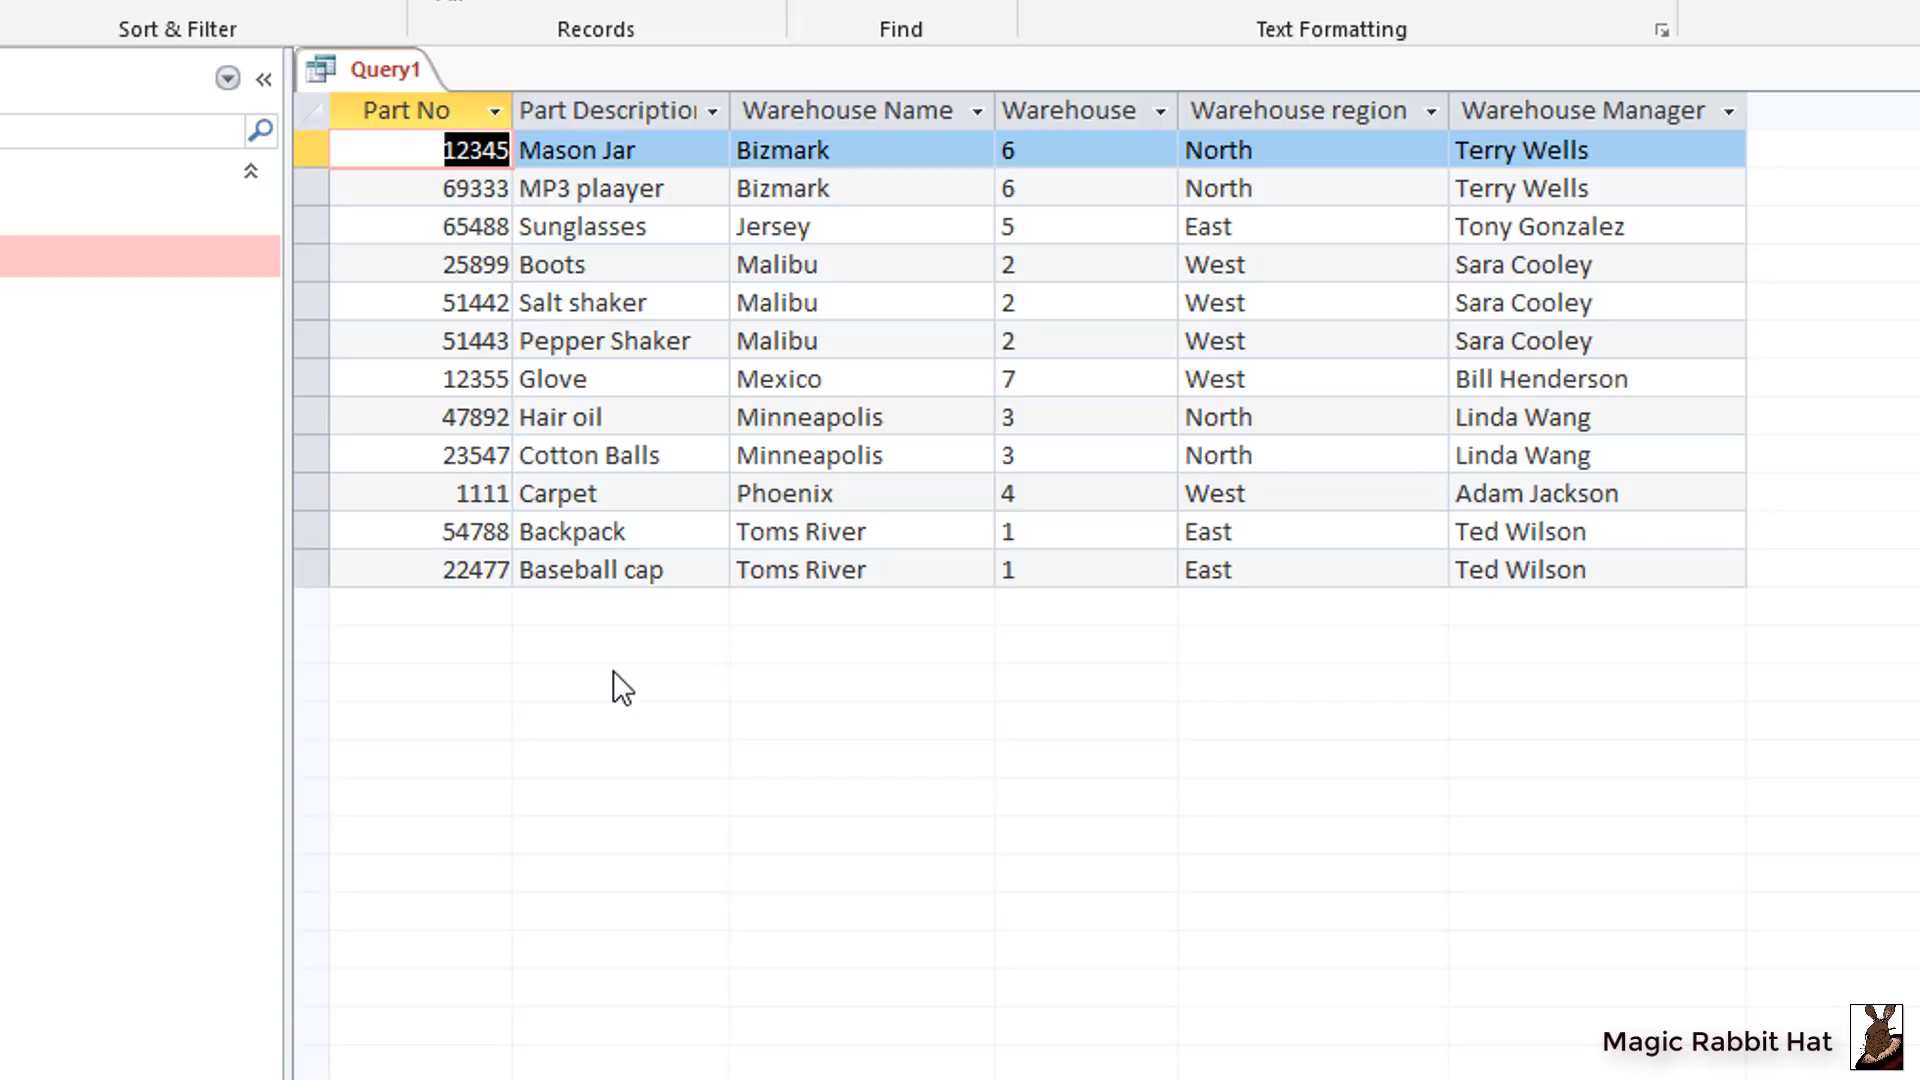 Sort & Filter Records Find Text Formatting
Query1
Part No Part Descriptio Warehouse Name Warehouse Warehouse region Warehouse Manager
12345 Mason Jar Bizmark 6 North Terry Wells
69333 MP3 plaayer Bizmark 6 North Terry Wells
65488 Sunglasses Jersey 5 East Tony Gonzalez
25899 Boots Malibu 2 West Sara Cooley
51442 Salt shaker Malibu 2 West Sara Cooley
51443 Pepper Shaker Malibu 2 West Sara Cooley
12355 Glove Mexico 7 West Bill Henderson
47892 Hair oil Minneapolis 3 North Linda Wang
23547 Cotton Balls Minneapolis 3 North Linda Wang
1111 Carpet Phoenix 4 West Adam Jackson
54788 Backpack Toms River 1 East Ted Wilson
22477 Baseball cap Toms River 1 East Ted Wilson
Magic Rabbit Hat